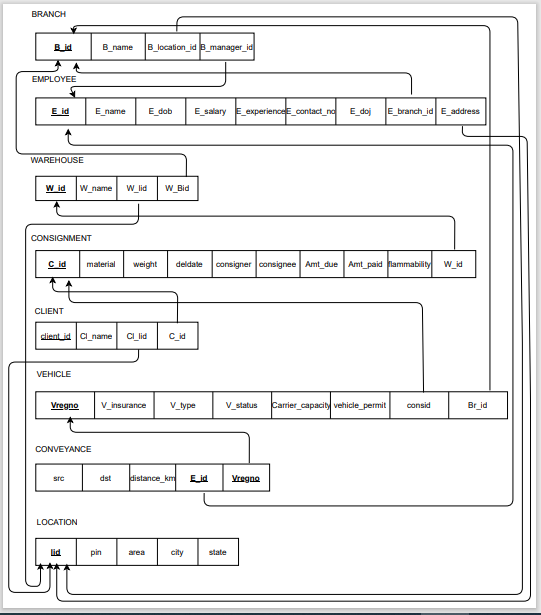 BRANCH
B_id B_name B_location_id B_manager_id
EMPLOYEE
E_id E_name E_dob E_salary E_experience E_contact_no E_doj E_branch_id E_address
WAREHOUSE
W_id W_name W_lid W_Bid
CONSIGNMENT
C_id material weight deldate consigner consignee Amt_due Amt_paid flammability W_id
CLIENT
client_id Cl_name Cl_lid C_id
VEHICLE
Vregno V_insurance V_type V_status Carrier_capacity vehicle_permit consid Br_id
CONVEYANCE
src dst distance_km E_id Vregno
LOCATION
lid pin area city state